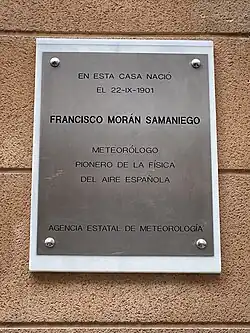 EN ESTA CASA NACIÓ
EL 22-IX-1901
FRANCISCO MORÁN SAMANIEGO
METEORÓLOGO
PIONERO DE LA FÍSICA
DEL AIRE ESPAÑOLA
AGENCIA ESTATAL DE METEOROLOGÍA